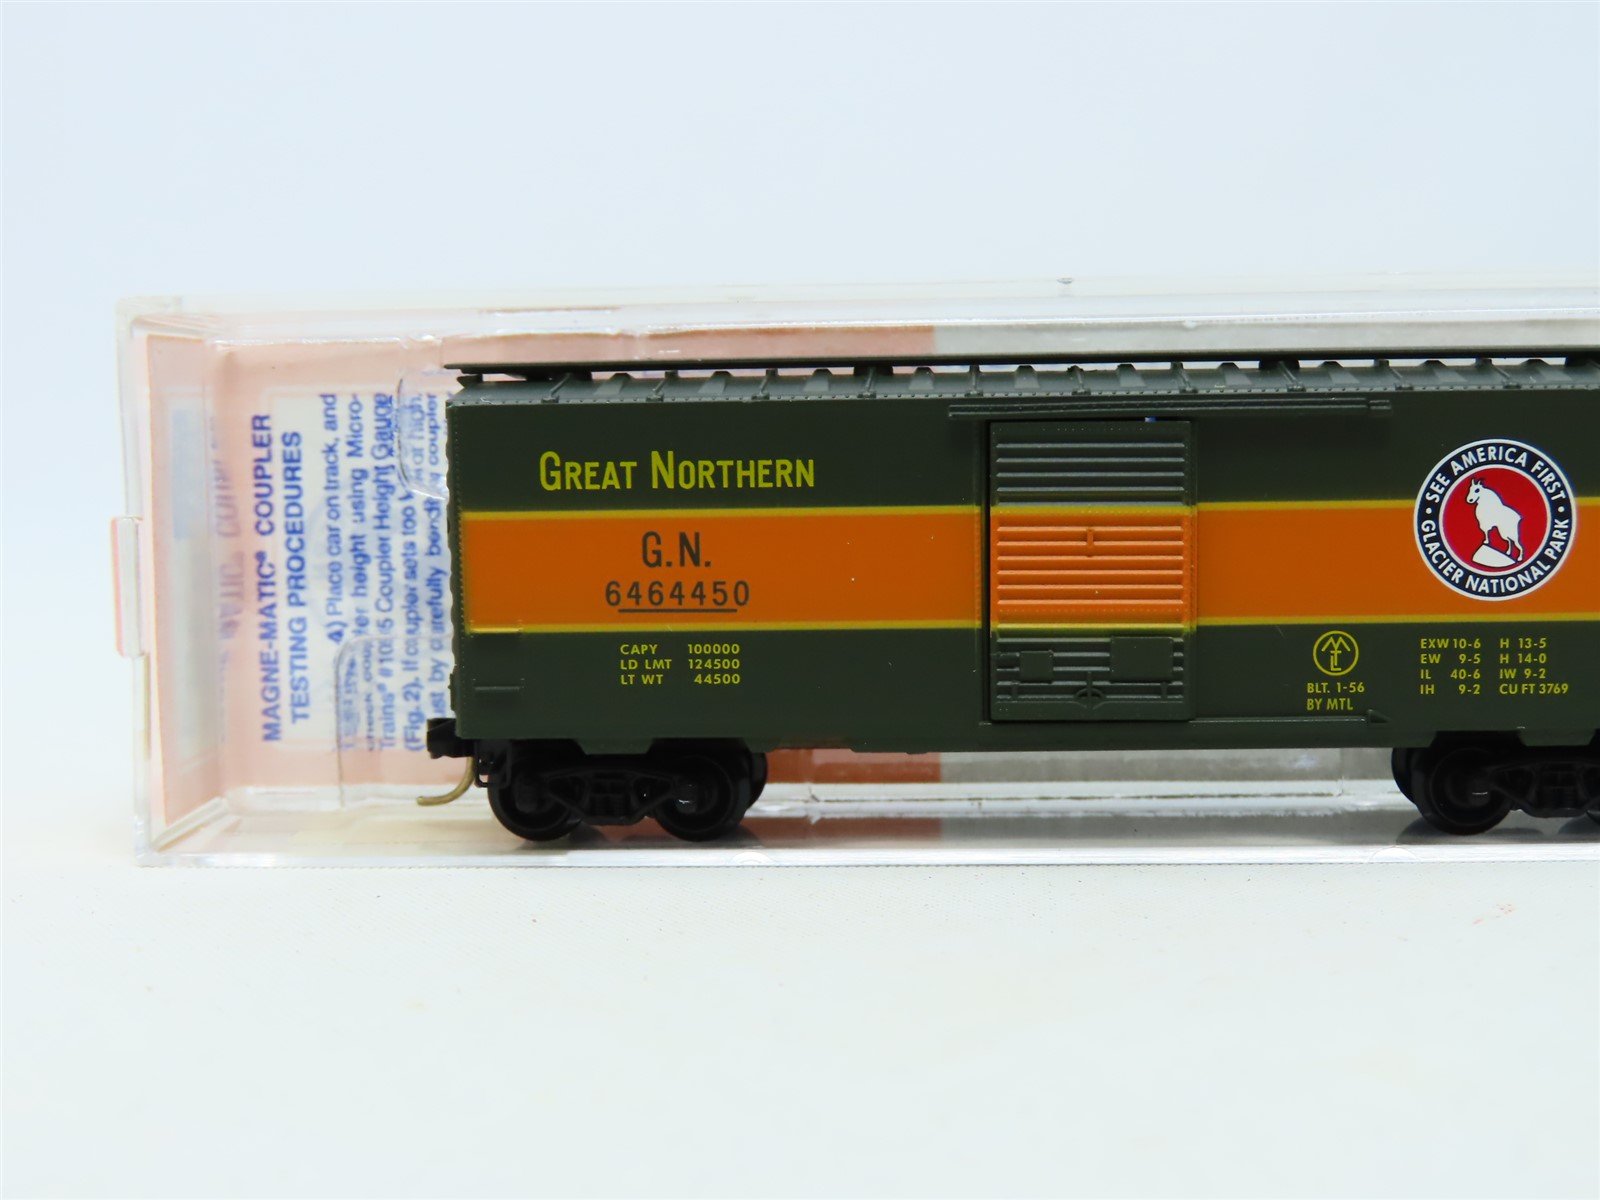 MAGNE-MATIC® COUPLER
TESTING PROCEDURES
4) Place car on track, and
height using Micro-
Trains® Coupler Height Gauge
(Fig. 2). If coupler sets too
coupler
GREAT NORTHERN
G.N.
6464450
CAPY 100000
LD LMT 124500
LT WT 44500
SEE AMERICA FIRST
GLACIER NATIONAL PARK
MTL
BLT. 1-56
BY MTL
EXW 10-6 H 13-5
EW 9-5 H 14-0
IL 40-6 IW 9-2
IH 9-2 CU FT 3769